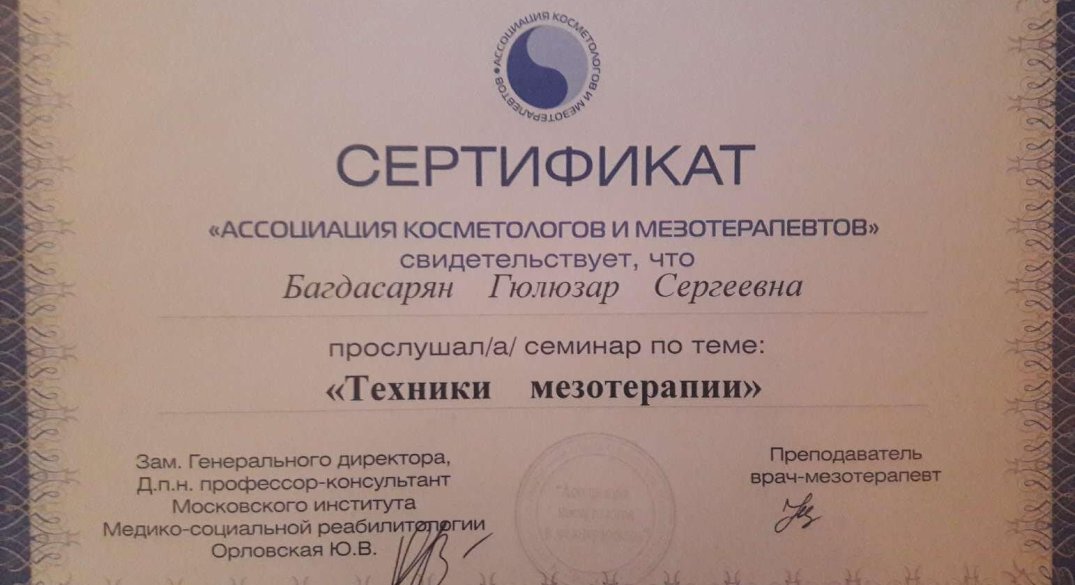 АССОЦИАЦИЯ КОСМЕТОЛОГОВ И МЕЗОТЕРАПЕВТОВ
СЕРТИФИКАТ
«АССОЦИАЦИЯ КОСМЕТОЛОГОВ И МЕЗОТЕРАПЕВТОВ»
свидетельствует, что
Багдасарян Гюлюзар Сергеевна
прослушал/а/ семинар по теме:
«Техники мезотерапии»
Зам. Генерального директора,
Д.п.н. профессор-консультант
Московского института
Медико-социальной реабилитологии
Орловская Ю.В.
Преподаватель
врач-мезотерапевт